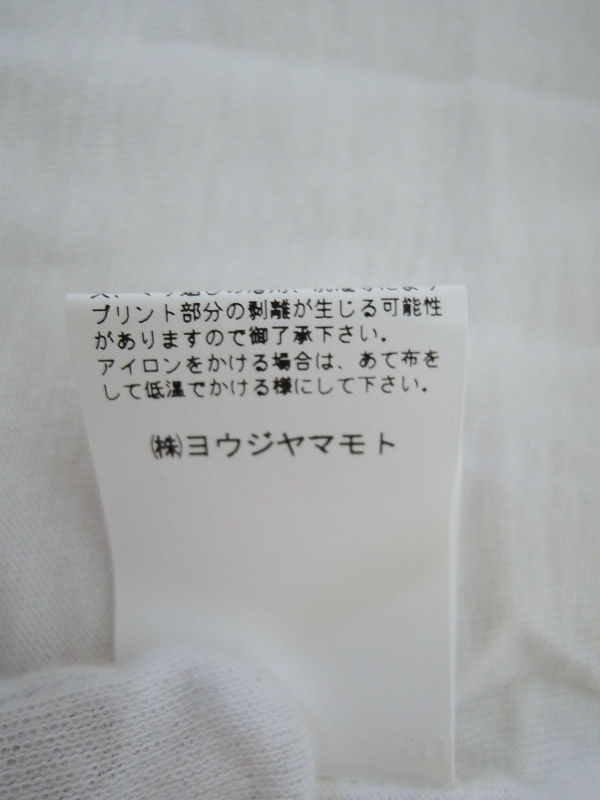 プリント部分の剥離が生じる可能性
がありますので御了承下さい。
アイロンをかける場合は、あて布を
して低温でかける様にして下さい。
㈱ヨウジヤマモト